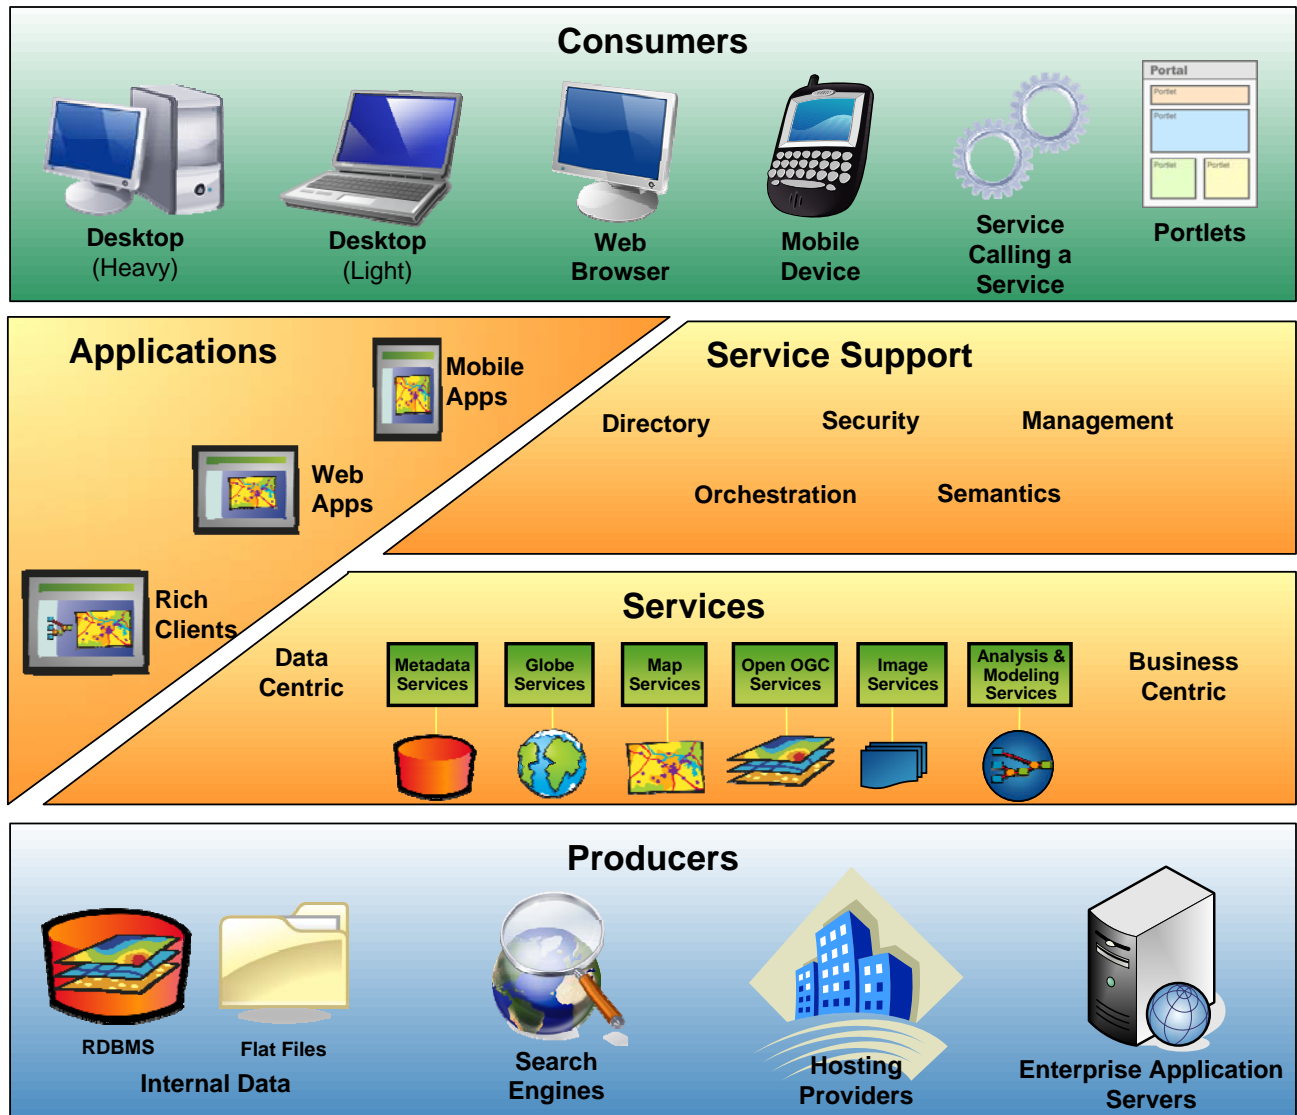 Consumers
Portal
Portlet
Portlet
Portlet
Portlet
Desktop
(Heavy)
Desktop
(Light)
Web
Browser
Mobile
Device
Service
Calling a
Service
Portlets
Applications
Mobile
Apps
Web
Apps
Rich
Clients
Service Support
Directory
Security
Management
Orchestration
Semantics
Services
Data
Centric
Metadata
Services
Globe
Services
Map
Services
Open OGC
Services
Image
Services
Analysis &
Modeling
Services
Business
Centric
Producers
RDBMS
Flat Files
Internal Data
Search
Engines
Hosting
Providers
Enterprise Application
Servers